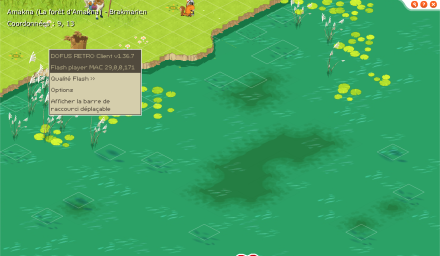 Amakna (La forêt d'Amakna) - Brakmarien
Coordonnées : 9, 13
DOFUS RETRO Client v1.36.7
Flash player MAC 29,0,0,171
Qualité Flash
Options
Afficher la barre de
raccourci déplaçable